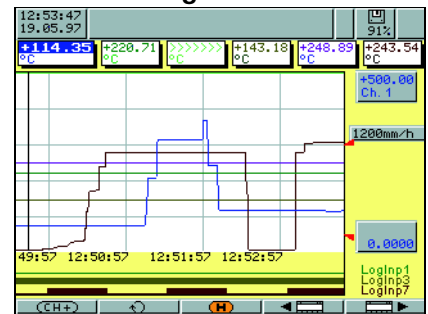 12:53:47
19.05.97
91%
+114.35 +220.71 >>>>>>> +143.18 +248.89 +243.54
°C °C °C °C °C °C
+500.00
Ch. 1
1200mm/h
0.0000
49:57 12:50:57 12:51:57 12:52:57
LogInp1
LogInp3
LogInp7
(CH+) (H)